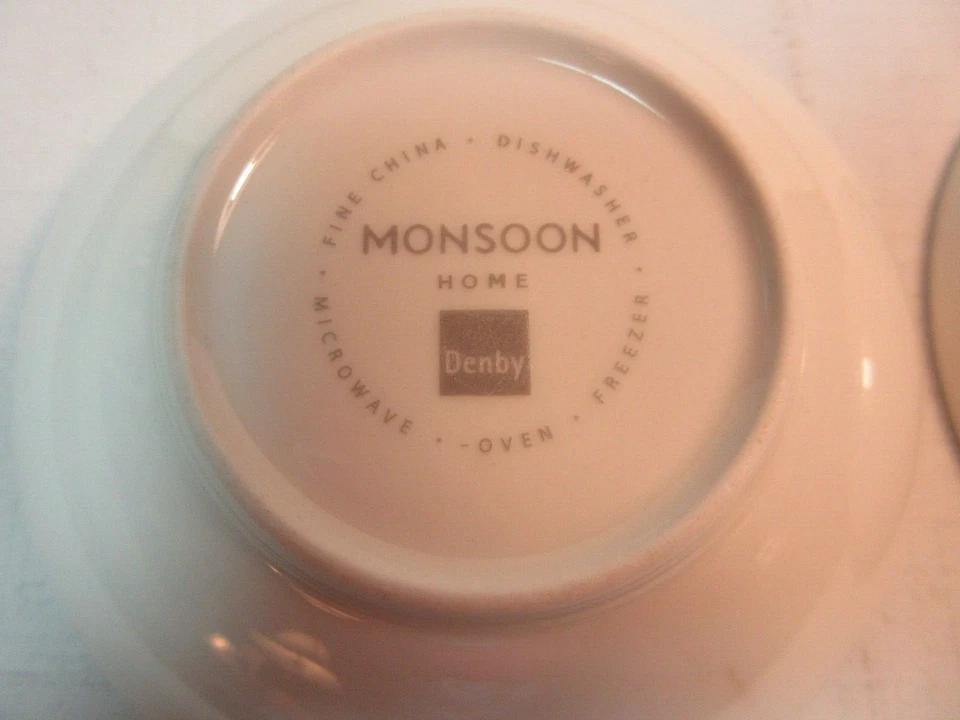 FINE CHINA · DISHWASHER · FREEZER · -OVEN · MICROWAVE ·
MONSOON
HOME
Denby